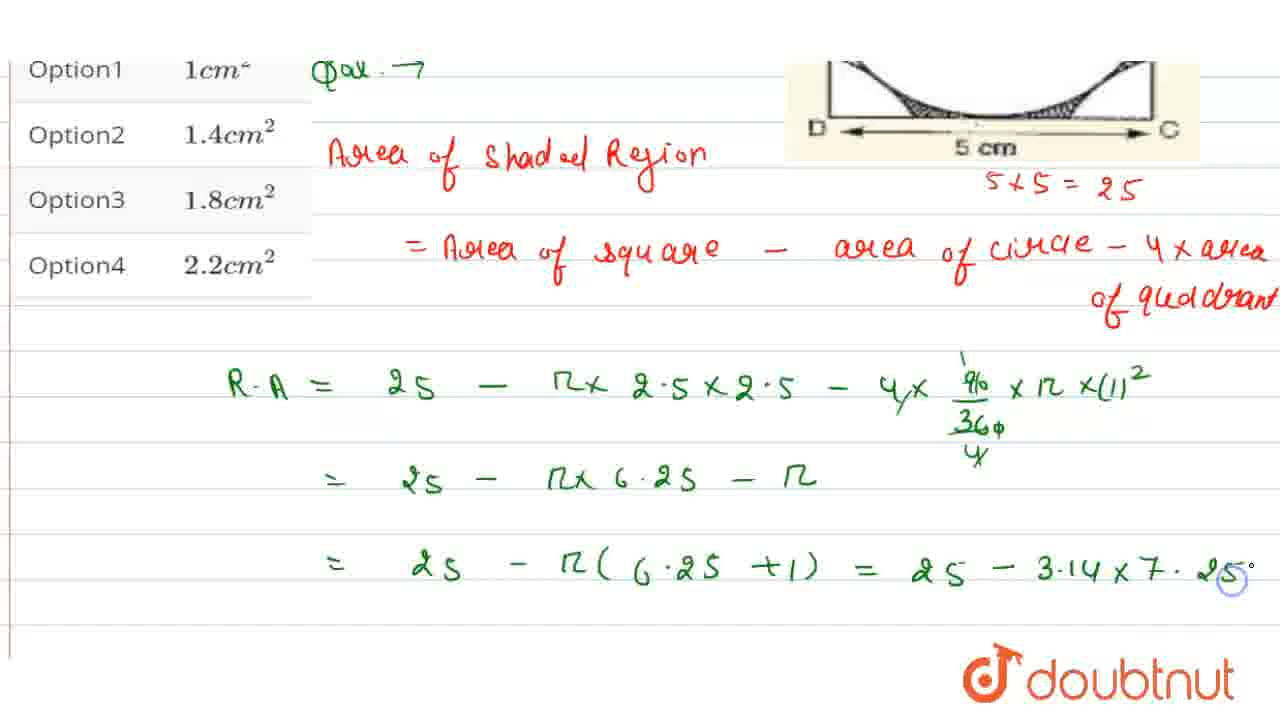 Option1 1cm²
Option2 1.4cm²
Option3 1.8cm²
Option4 2.2cm²
D C
5 cm
5 × 5 = 25
Area of shaded Region
= Area of square - area of circle - 4 × area of quadrant
R.A = 25 - π × 2.5 × 2.5 - 4 × 90/360 × π × (1)²
1
4
= 25 - π × 6.25 - π
= 25 - π ( 6.25 + 1) = 25 - 3.14 × 7.25
doubtnut